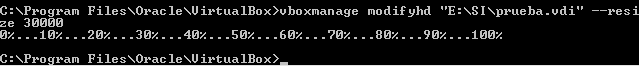 C:\Program Files\Oracle\VirtualBox>vboxmanage modifyhd "E:\SI\prueba.vdi" --resi
ze 30000
0%...10%...20%...30%...40%...50%...60%...70%...80%...90%...100%
C:\Program Files\Oracle\VirtualBox>_